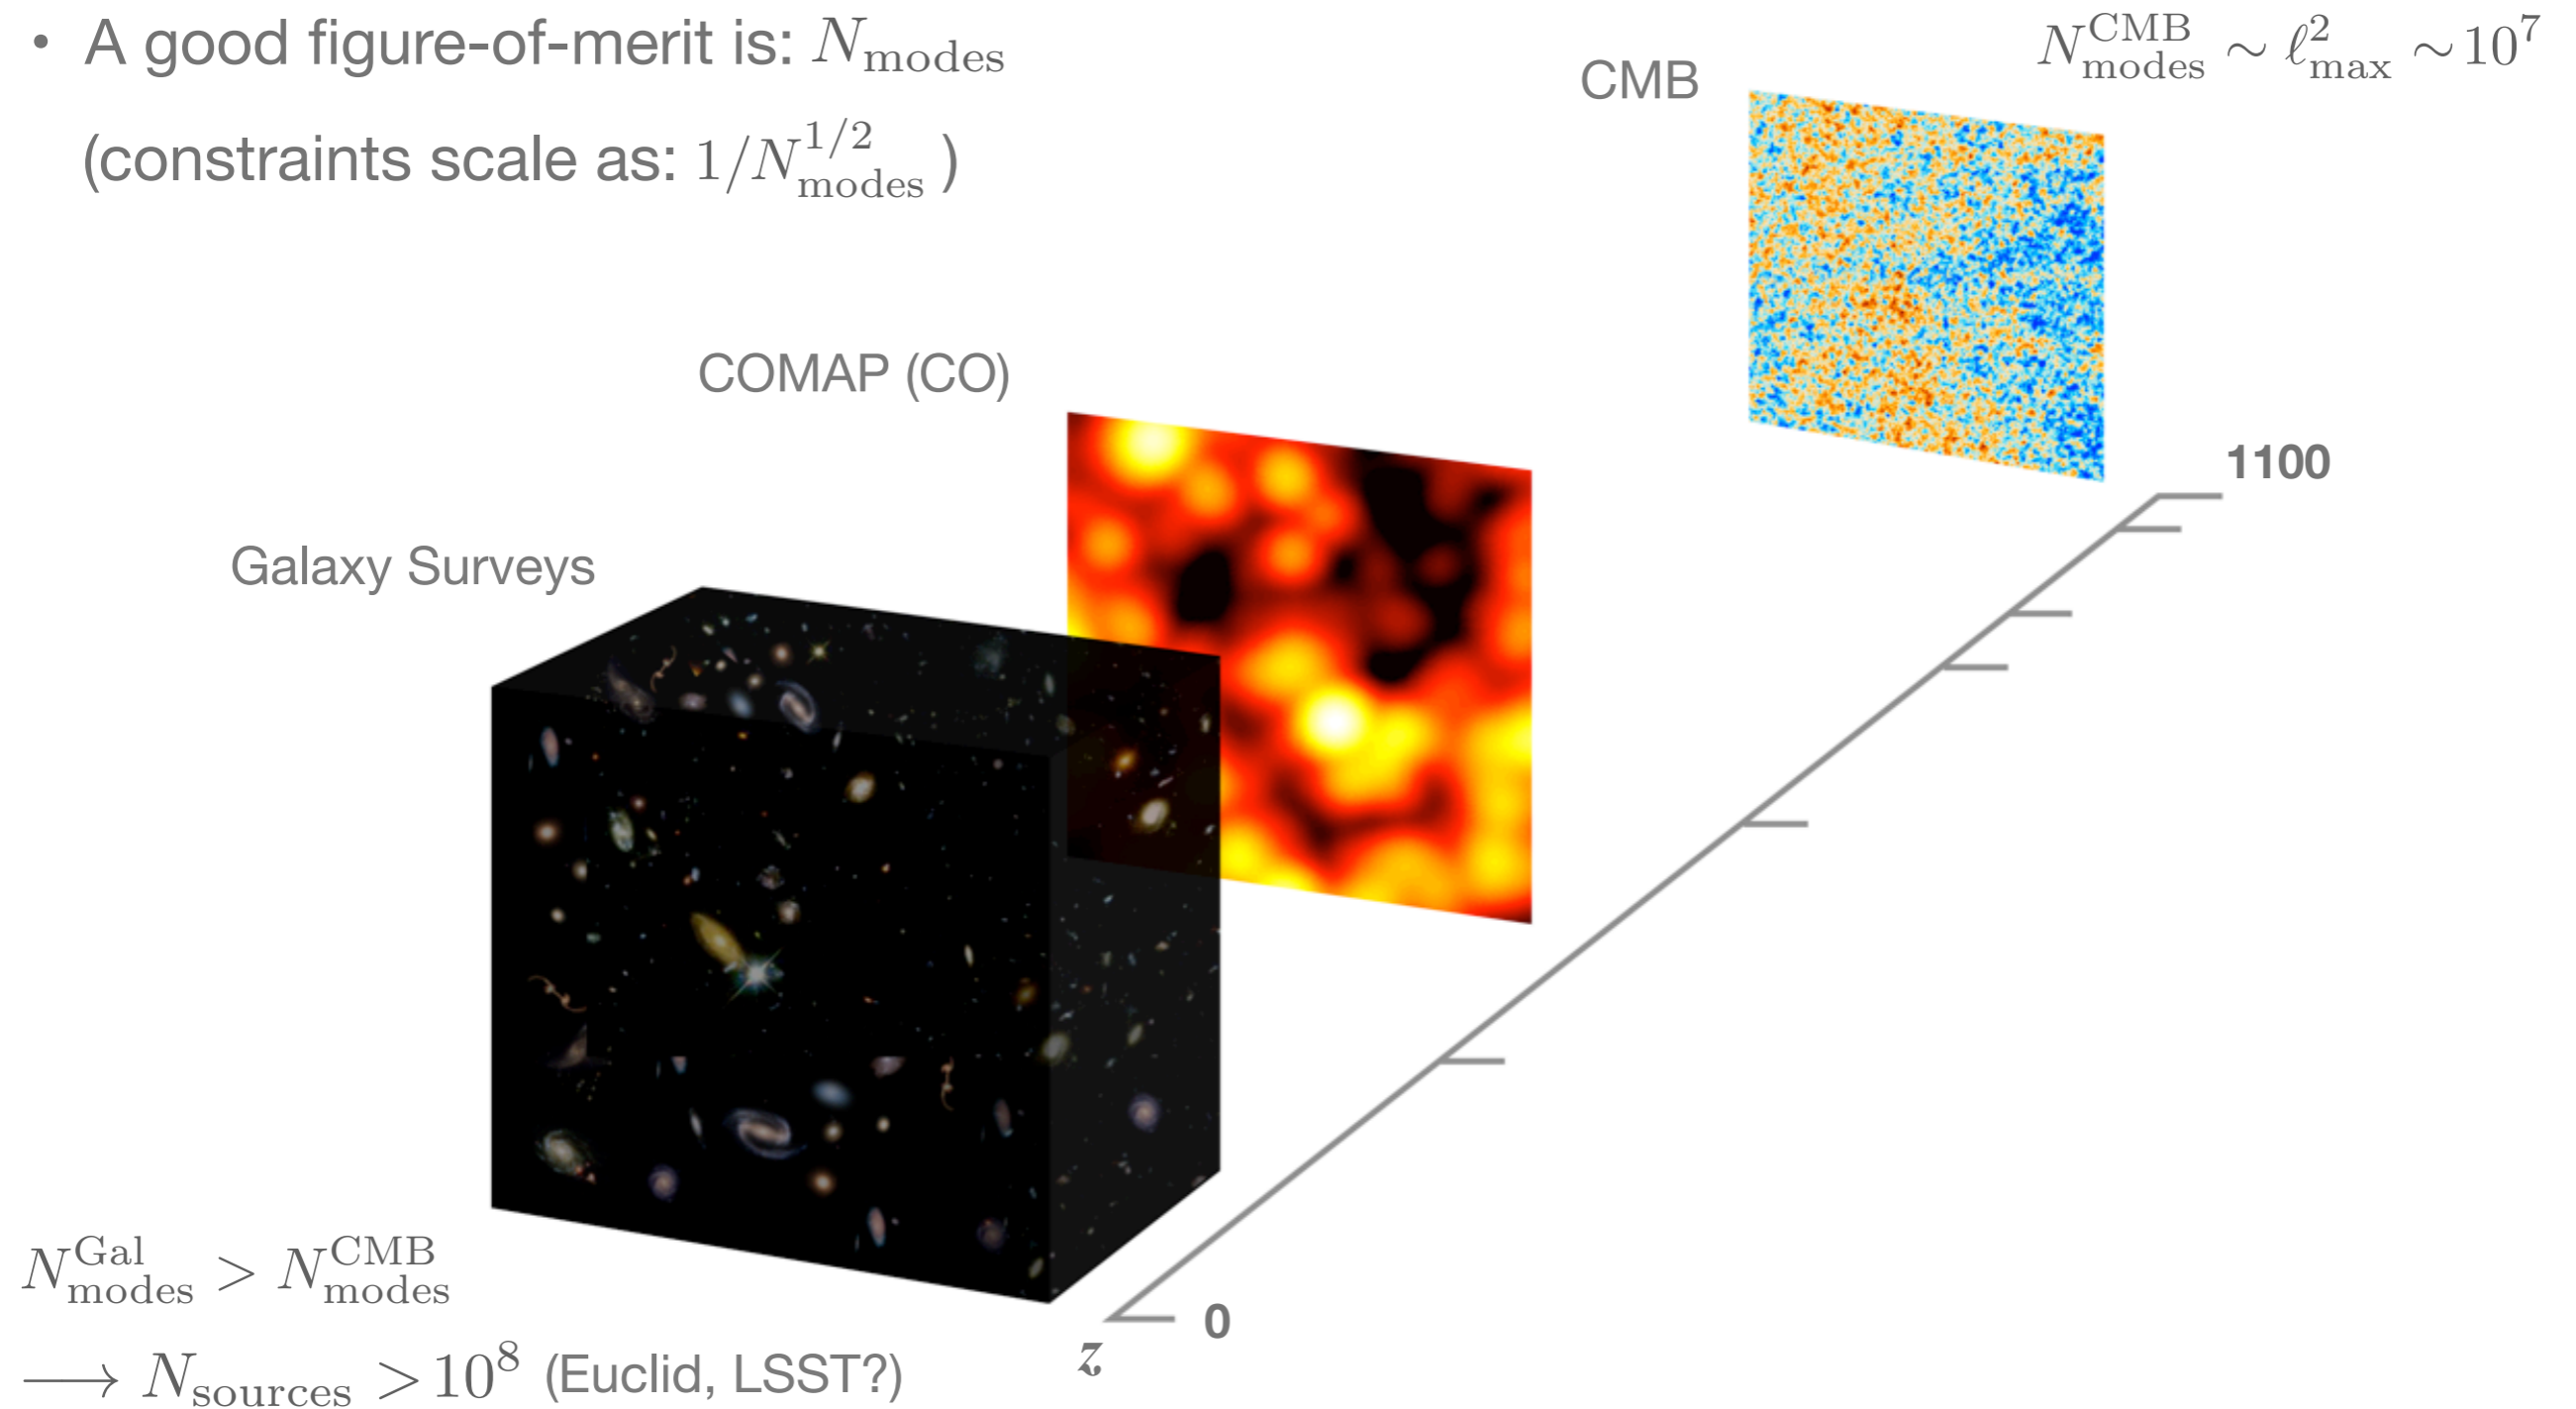 • A good figure-of-merit is: N_modes
(constraints scale as: 1/N_modes^{1/2} )
N_modes^CMB ∼ ℓ_max^2 ∼ 10^7
CMB
1100
COMAP (CO)
Galaxy Surveys
0
z
N_modes^Gal > N_modes^CMB
⟶ N_sources > 10^8 (Euclid, LSST?)